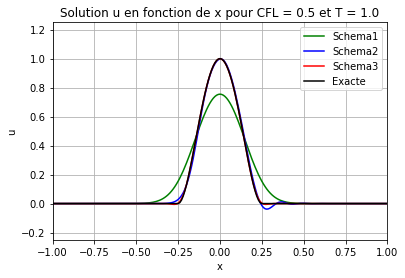 Solution u en fonction de x pour CFL = 0.5 et T = 1.0
1.2
1.0
0.8
0.6
0.4
0.2
0.0
−0.2
u
Schema1
Schema2
Schema3
Exacte
−1.00 −0.75 −0.50 −0.25 0.00 0.25 0.50 0.75 1.00
x